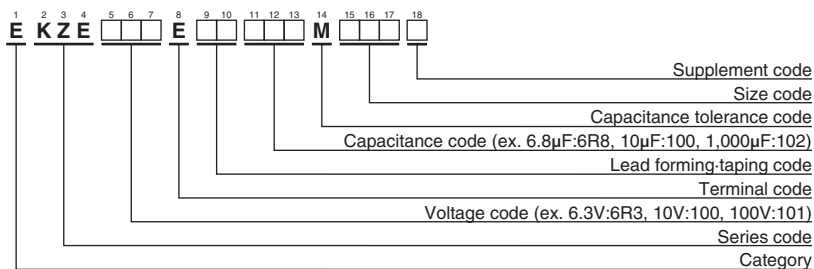 1 2 3 4 5 6 7 8 9 10 11 12 13 14 15 16 17 18
E K Z E E M
Supplement code
Size code
Capacitance tolerance code
Capacitance code (ex. 6.8μF:6R8, 10μF:100, 1,000μF:102)
Lead forming·taping code
Terminal code
Voltage code (ex. 6.3V:6R3, 10V:100, 100V:101)
Series code
Category